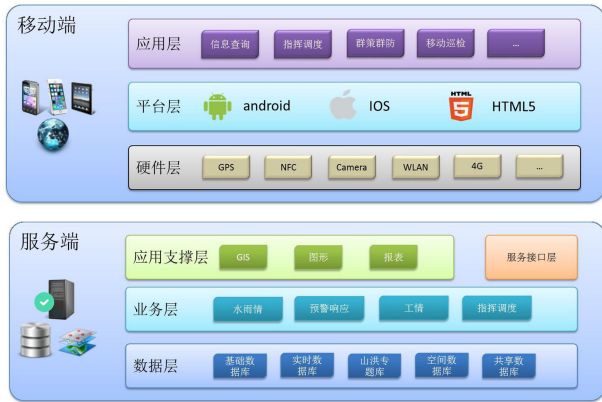 移动端
应用层
信息查询
指挥调度
群策群防
移动巡检
...
平台层
android
IOS
HTML
5
HTML5
硬件层
GPS
NFC
Camera
WLAN
4G
...
服务端
应用支撑层
GIS
图形
报表
服务接口层
业务层
水雨情
预警响应
工情
指挥调度
数据层
基础数
据库
实时数
据库
山洪专
题库
空间数
据库
共享数
据库